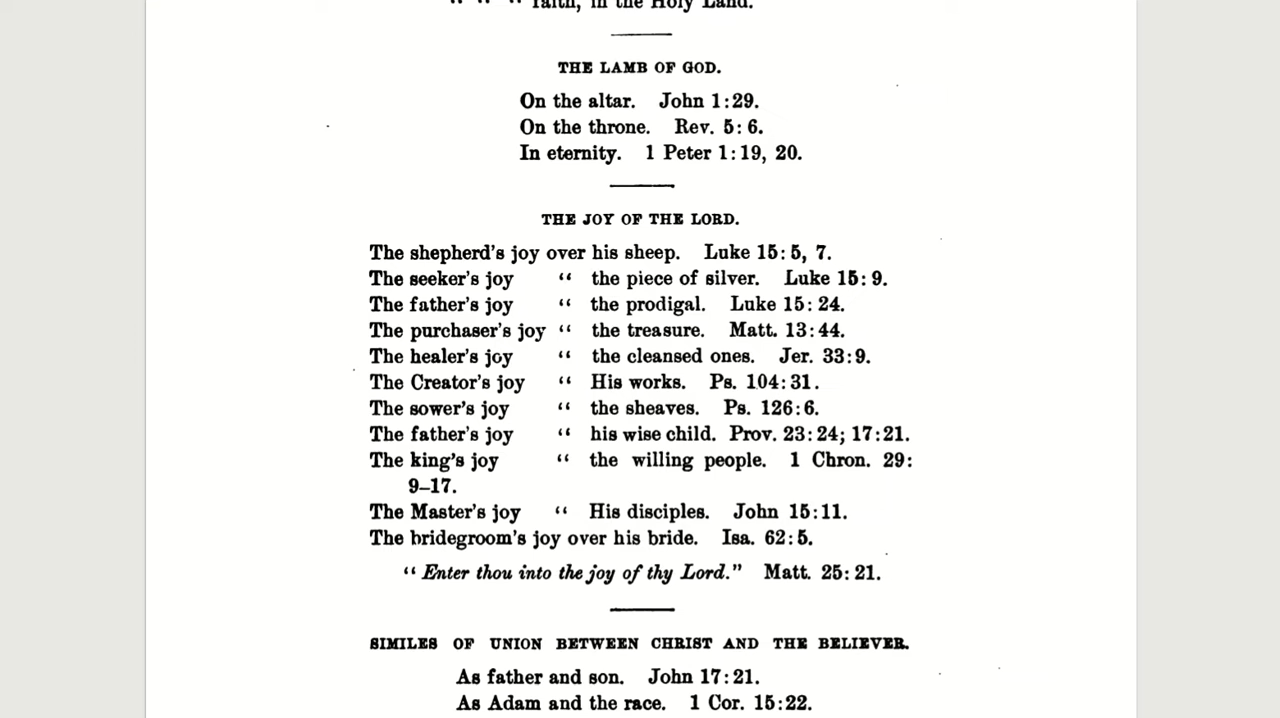 “ “ “ faith, in the Holy Land.
THE LAMB OF GOD.
On the altar. John 1:29.
On the throne. Rev. 5: 6.
In eternity. 1 Peter 1:19, 20.
THE JOY OF THE LORD.
The shepherd's joy over his sheep. Luke 15: 5, 7.
The seeker's joy “ the piece of silver. Luke 15: 9.
The father's joy “ the prodigal. Luke 15: 24.
The purchaser's joy “ the treasure. Matt. 13:44.
The healer's joy “ the cleansed ones. Jer. 33:9.
The Creator's joy “ His works. Ps. 104:31.
The sower's joy “ the sheaves. Ps. 126:6.
The father's joy “ his wise child. Prov. 23:24; 17:21.
The king's joy “ the willing people. 1 Chron. 29:
9–17.
The Master's joy “ His disciples. John 15:11.
The bridegroom's joy over his bride. Isa. 62:5.
“Enter thou into the joy of thy Lord.” Matt. 25: 21.
SIMILES OF UNION BETWEEN CHRIST AND THE BELIEVER.
As father and son. John 17:21.
As Adam and the race. 1 Cor. 15:22.